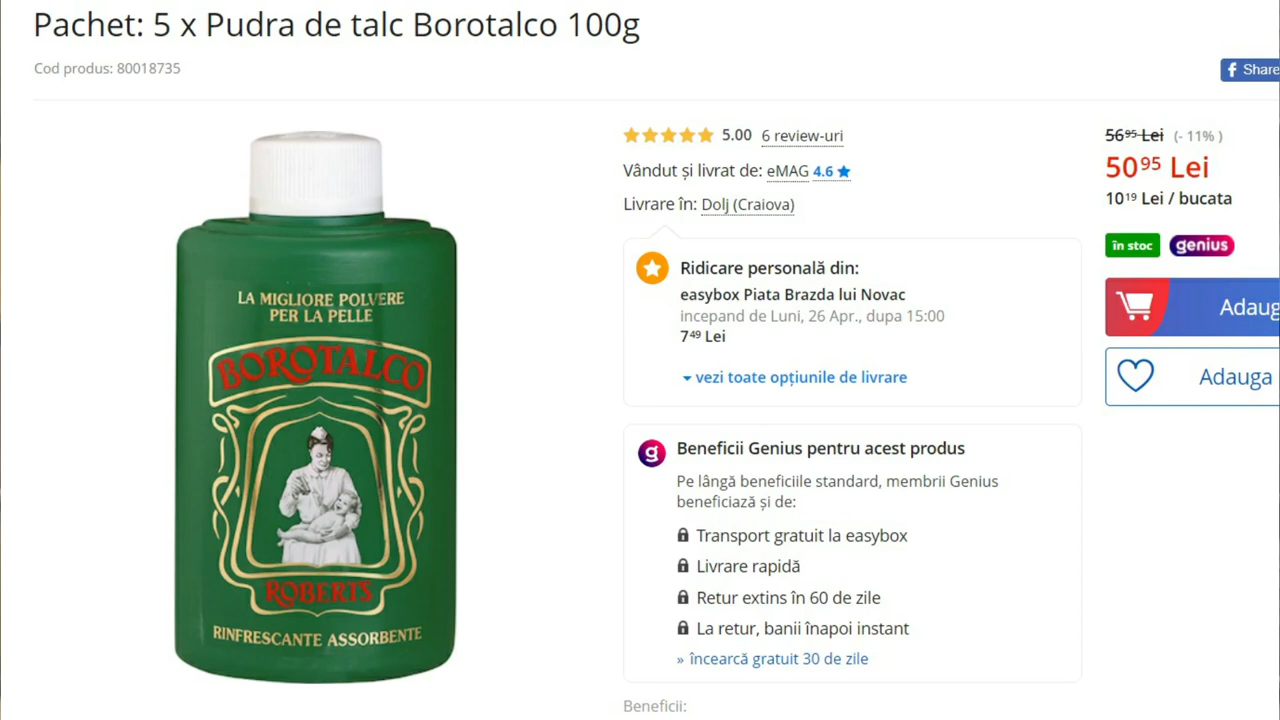 Pachet: 5 x Pudra de talc Borotalco 100g
Cod produs: 80018735
Share
LA MIGLIORE POLVERE
PER LA PELLE
BOROTALCO
ROBERTS
RINFRESCANTE ASSORBENTE
5.00 6 review-uri
Vândut și livrat de: eMAG 4.6
Livrare în: Dolj (Craiova)
Ridicare personală din:
easybox Piata Brazda lui Novac
incepand de Luni, 26 Apr., dupa 15:00
7⁴⁹ Lei
vezi toate opțiunile de livrare
g
Beneficii Genius pentru acest produs
Pe lângă beneficiile standard, membrii Genius
beneficiază și de:
Transport gratuit la easybox
Livrare rapidă
Retur extins în 60 de zile
La retur, banii înapoi instant
» încearcă gratuit 30 de zile
Beneficii:
56⁹⁵ Lei (- 11% )
50⁹⁵ Lei
10¹⁹ Lei / bucata
în stoc genius
Adaug
Adauga